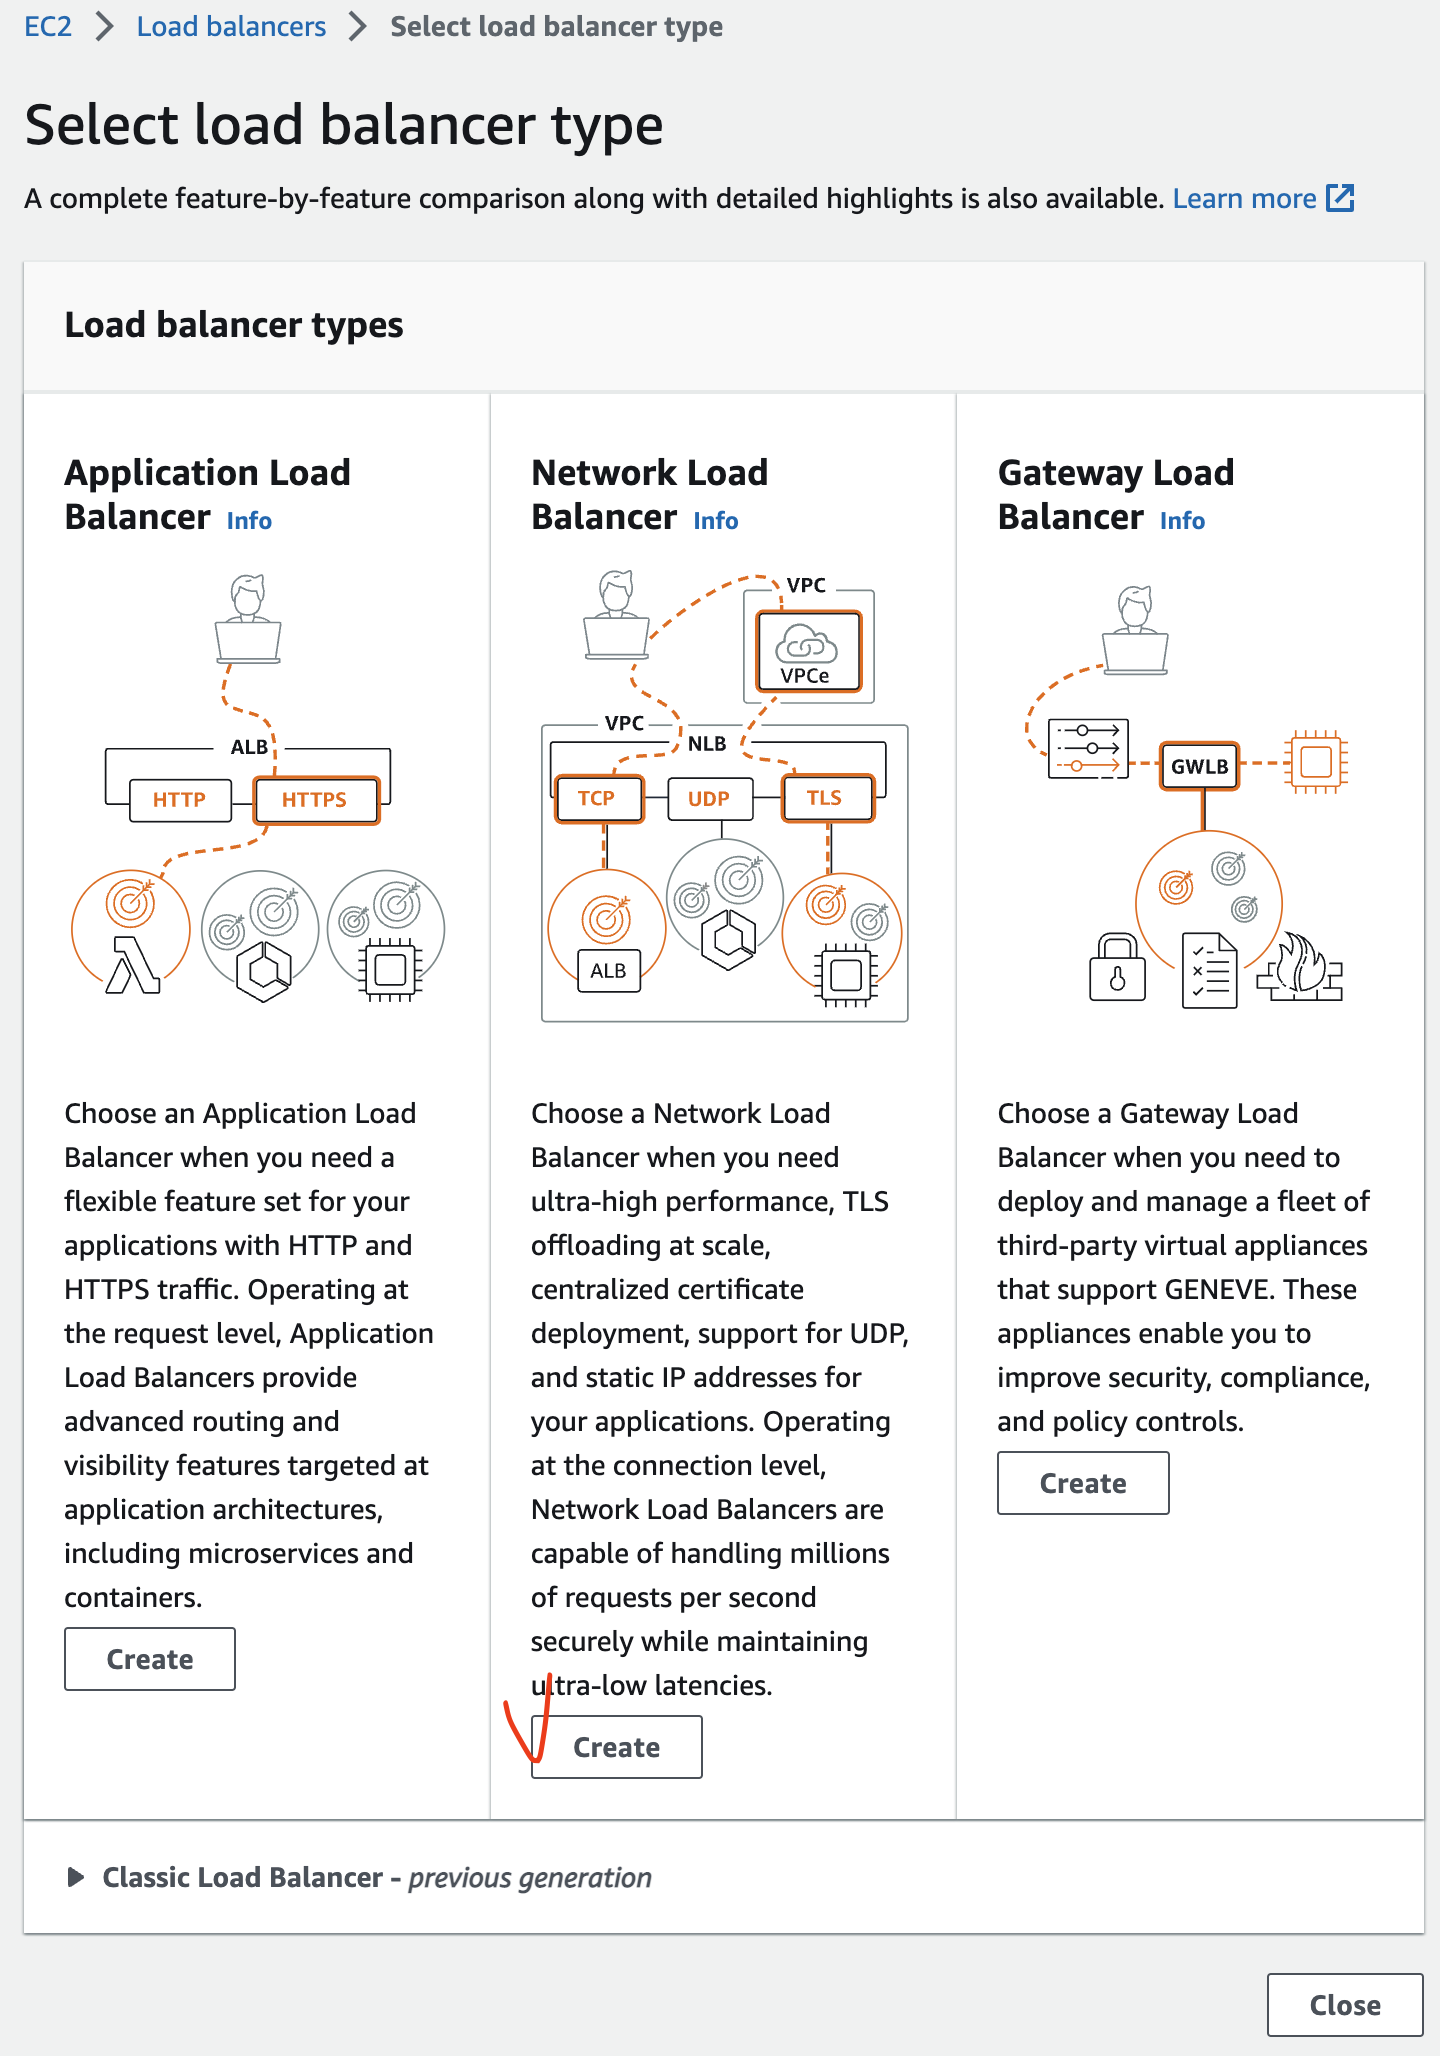 EC2 > Load balancers > Select load balancer type
Select load balancer type
A complete feature-by-feature comparison along with detailed highlights is also available. Learn more
Load balancer types
Application Load
Balancer Info
ALB
HTTP
HTTPS
Choose an Application Load
Balancer when you need a
flexible feature set for your
applications with HTTP and
HTTPS traffic. Operating at
the request level, Application
Load Balancers provide
advanced routing and
visibility features targeted at
application architectures,
including microservices and
containers.
Create
Network Load
Balancer Info
VPC
VPCe
VPC
NLB
TCP
UDP
TLS
ALB
Choose a Network Load
Balancer when you need
ultra-high performance, TLS
offloading at scale,
centralized certificate
deployment, support for UDP,
and static IP addresses for
your applications. Operating
at the connection level,
Network Load Balancers are
capable of handling millions
of requests per second
securely while maintaining
ultra-low latencies.
Create
Gateway Load
Balancer Info
GWLB
Choose a Gateway Load
Balancer when you need to
deploy and manage a fleet of
third-party virtual appliances
that support GENEVE. These
appliances enable you to
improve security, compliance,
and policy controls.
Create
Classic Load Balancer - previous generation
Close